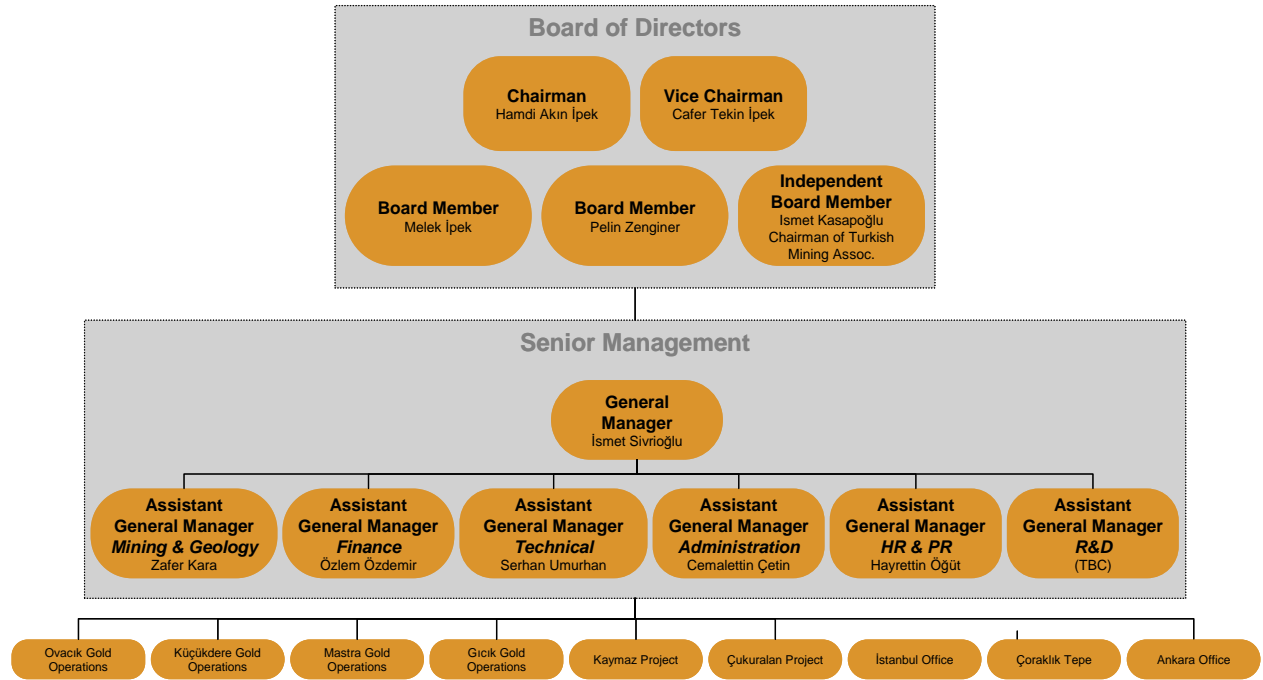 Board of Directors
Chairman
Hamdi Akın İpek
Vice Chairman
Cafer Tekin İpek
Board Member
Melek İpek
Board Member
Pelin Zenginer
Independent
Board Member
Ismet Kasapoğlu
Chairman of Turkish
Mining Assoc.
Senior Management
General
Manager
İsmet Sivrioğlu
Assistant
General Manager
Mining & Geology
Zafer Kara
Assistant
General Manager
Finance
Özlem Özdemir
Assistant
General Manager
Technical
Serhan Umurhan
Assistant
General Manager
Administration
Cemalettin Çetin
Assistant
General Manager
HR & PR
Hayrettin Öğüt
Assistant
General Manager
R&D
(TBC)
Ovacık Gold
Operations
Küçükdere Gold
Operations
Mastra Gold
Operations
Gıcık Gold
Operations
Kaymaz Project
Çukuralan Project
İstanbul Office
Çoraklık Tepe
Ankara Office